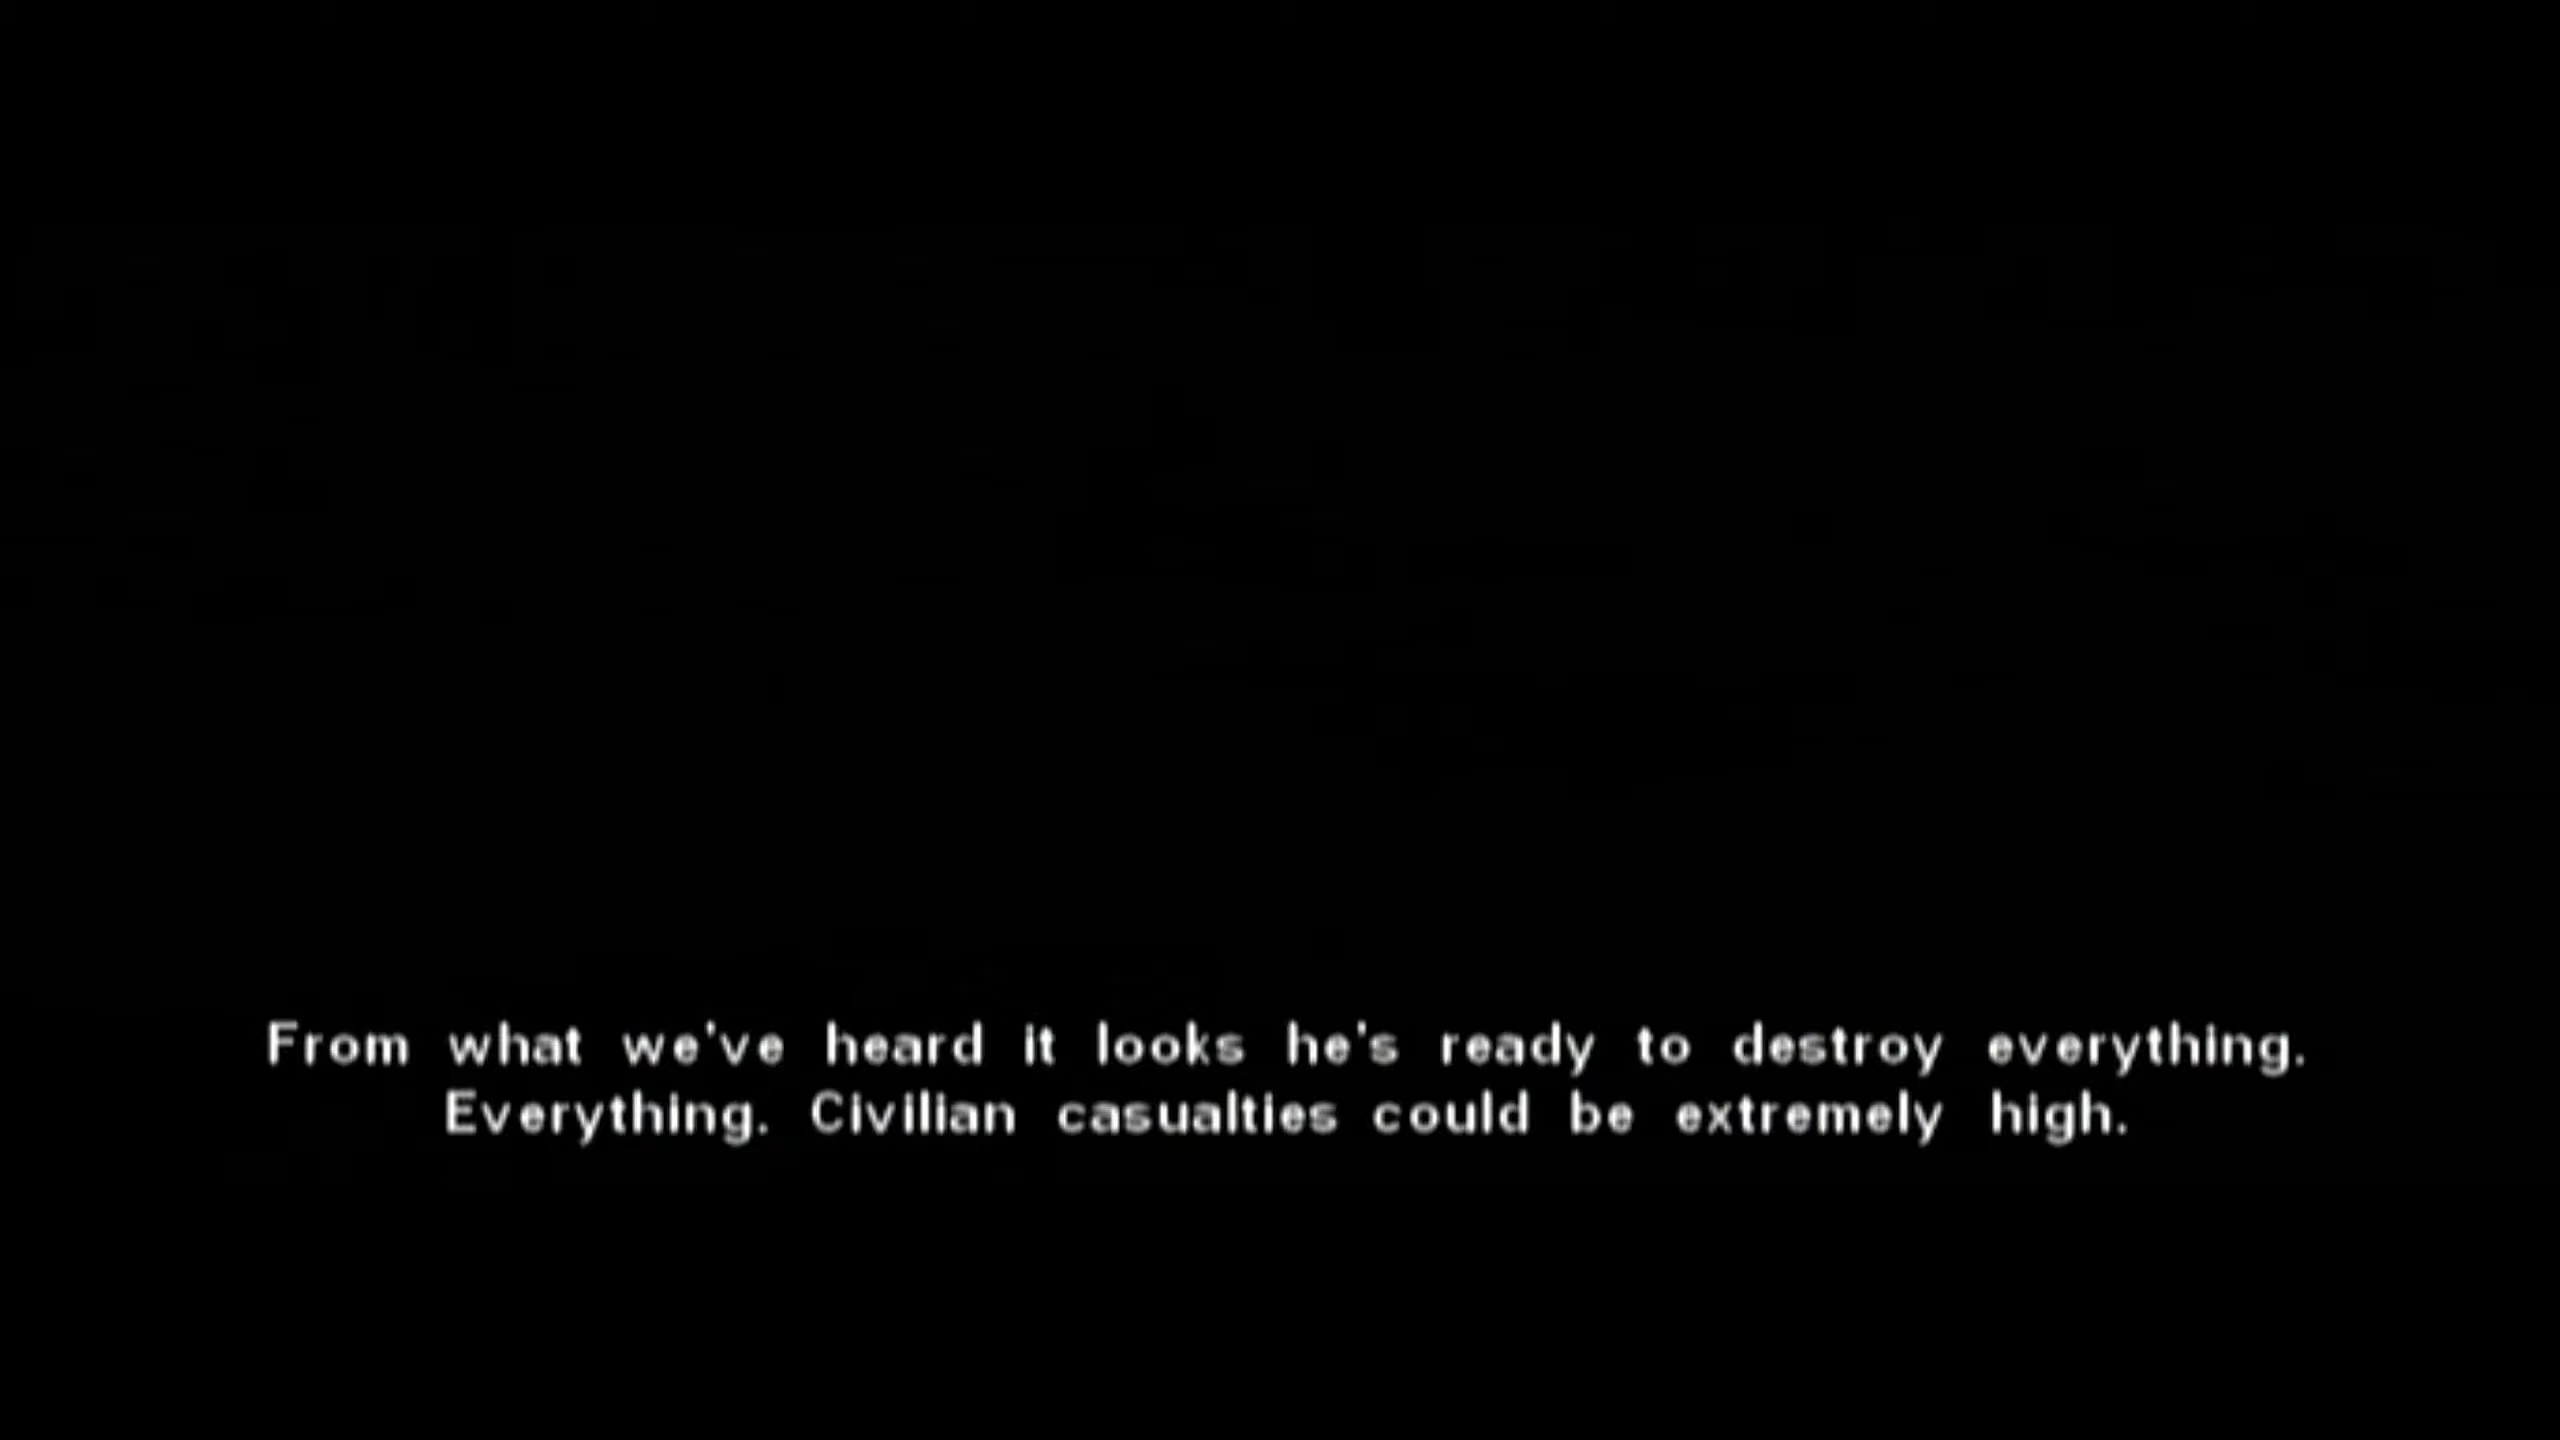 From what we've heard it looks he's ready to destroy everything.
Everything. Civilian casualties could be extremely high.